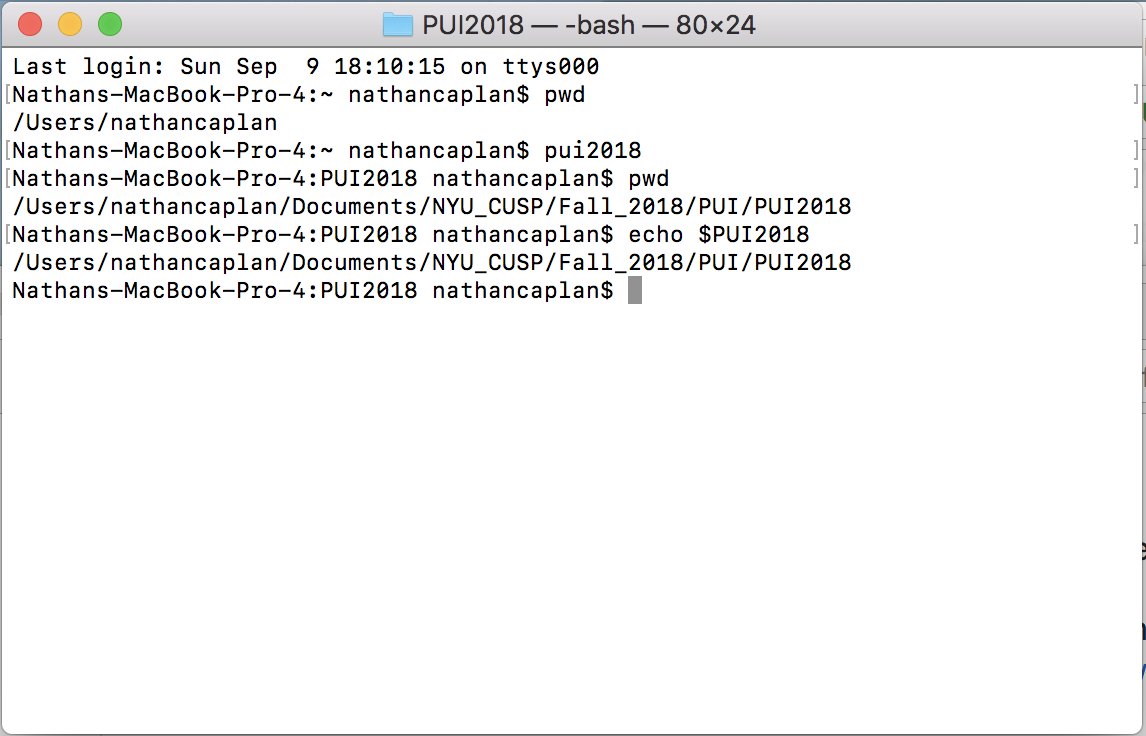 PUI2018 — -bash — 80×24
Last login: Sun Sep  9 18:10:15 on ttys000
[Nathans-MacBook-Pro-4:~ nathancaplan$ pwd ]
/Users/nathancaplan
[Nathans-MacBook-Pro-4:~ nathancaplan$ pui2018 ]
[Nathans-MacBook-Pro-4:PUI2018 nathancaplan$ pwd ]
/Users/nathancaplan/Documents/NYU_CUSP/Fall_2018/PUI/PUI2018
[Nathans-MacBook-Pro-4:PUI2018 nathancaplan$ echo $PUI2018 ]
/Users/nathancaplan/Documents/NYU_CUSP/Fall_2018/PUI/PUI2018
Nathans-MacBook-Pro-4:PUI2018 nathancaplan$